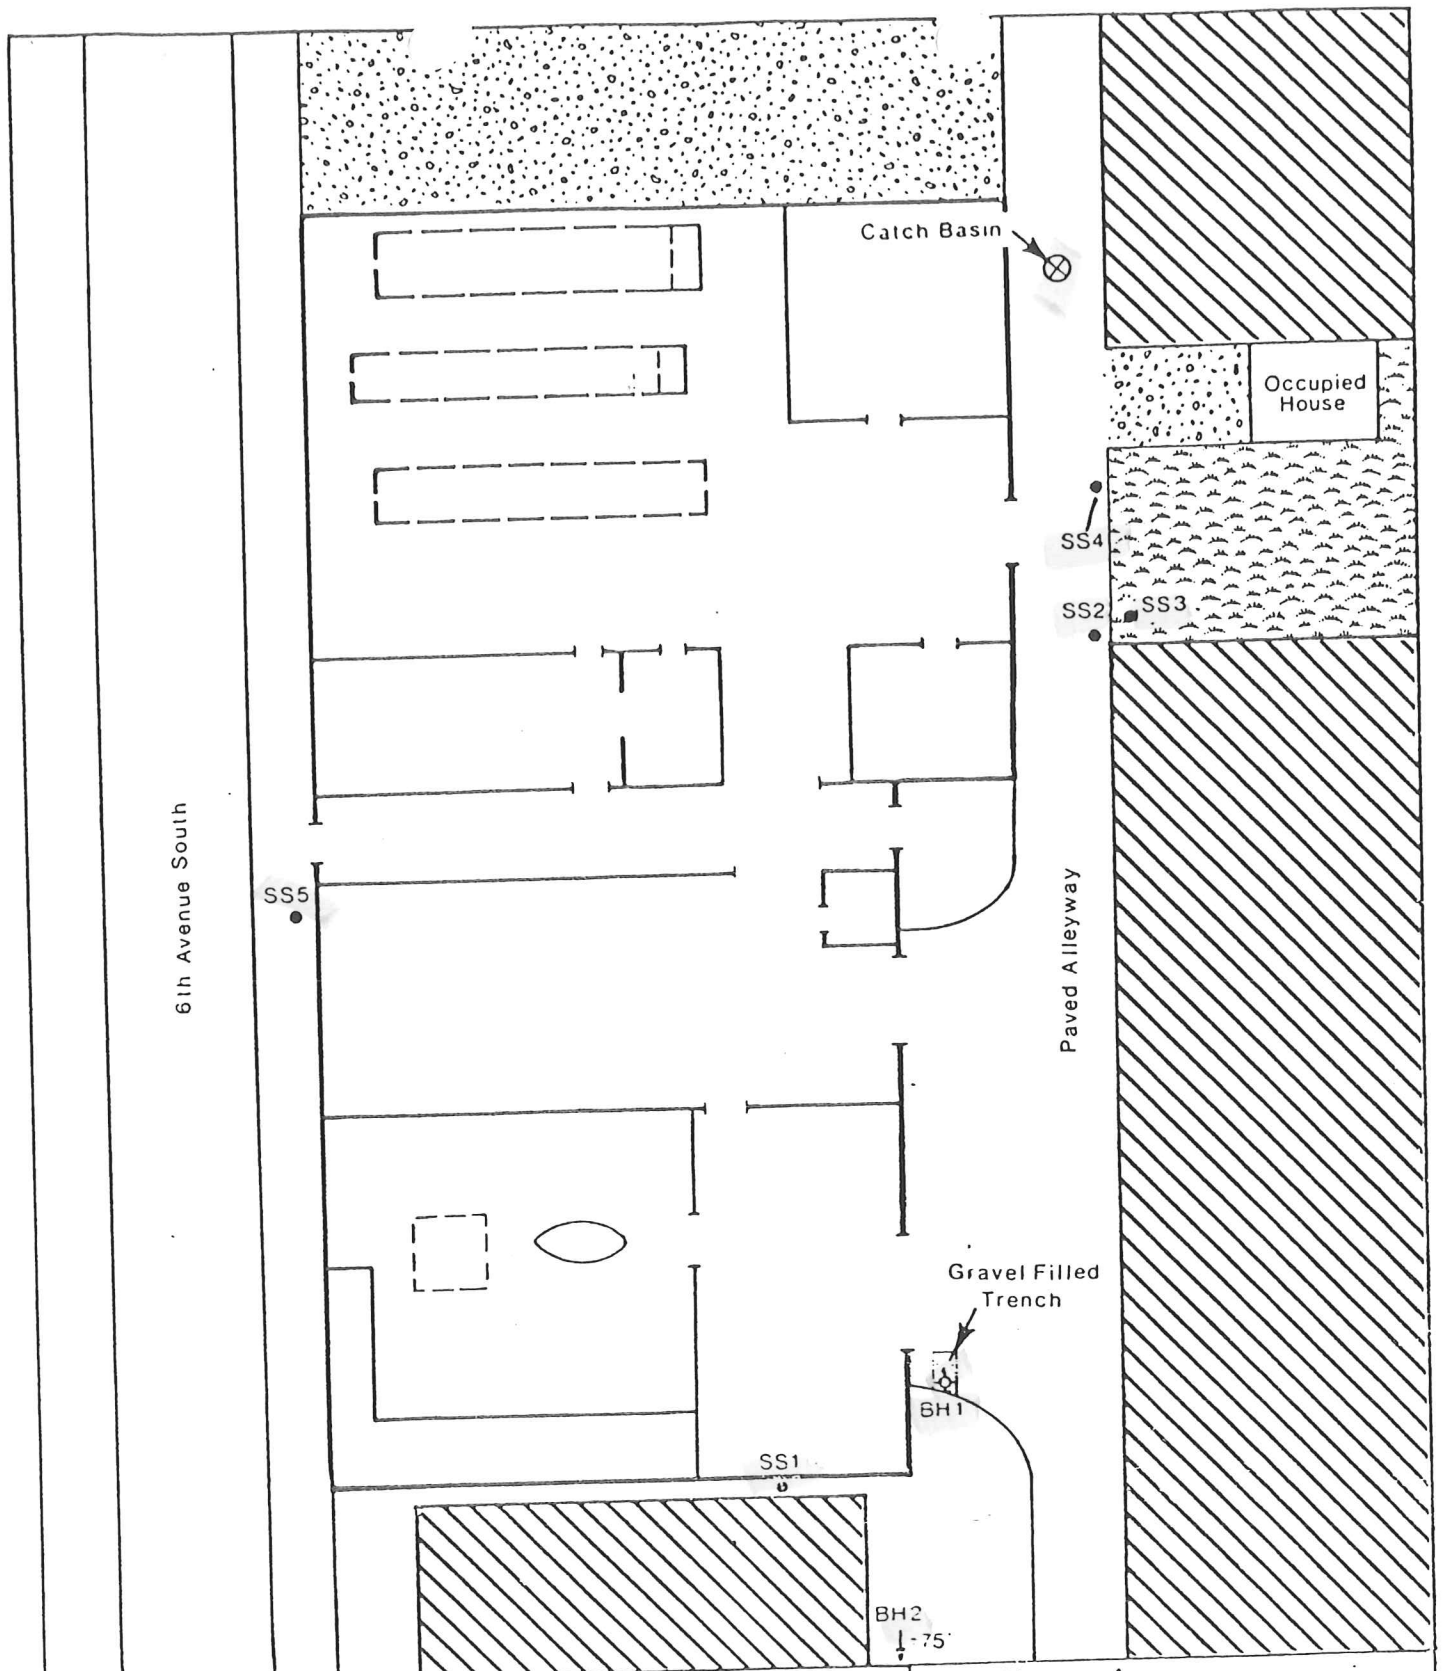 Catch Basin
Occupied
House
SS4
SS2
SS3
6th Avenue South
SS5
Paved Alleyway
Gravel Filled
Trench
BH1
SS1
BH2
~75'